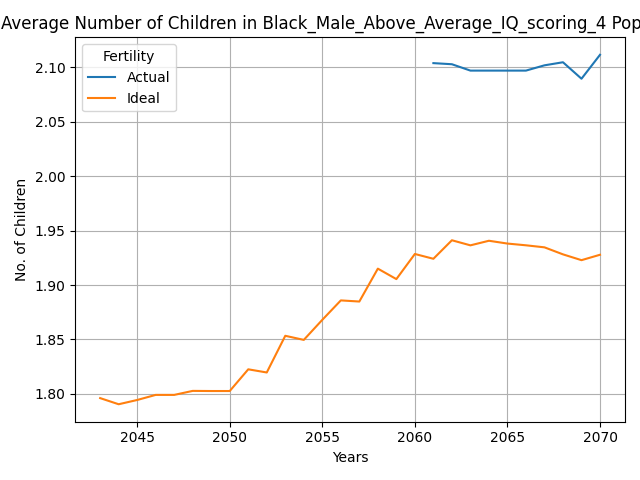 Average Number of Children in Black_Male_Above_Average_IQ_scoring_4 Pop
Fertility
Actual
Ideal
No. of Children
2.10
2.05
2.00
1.95
1.90
1.85
1.80
2045 2050 2055 2060 2065 2070
Years